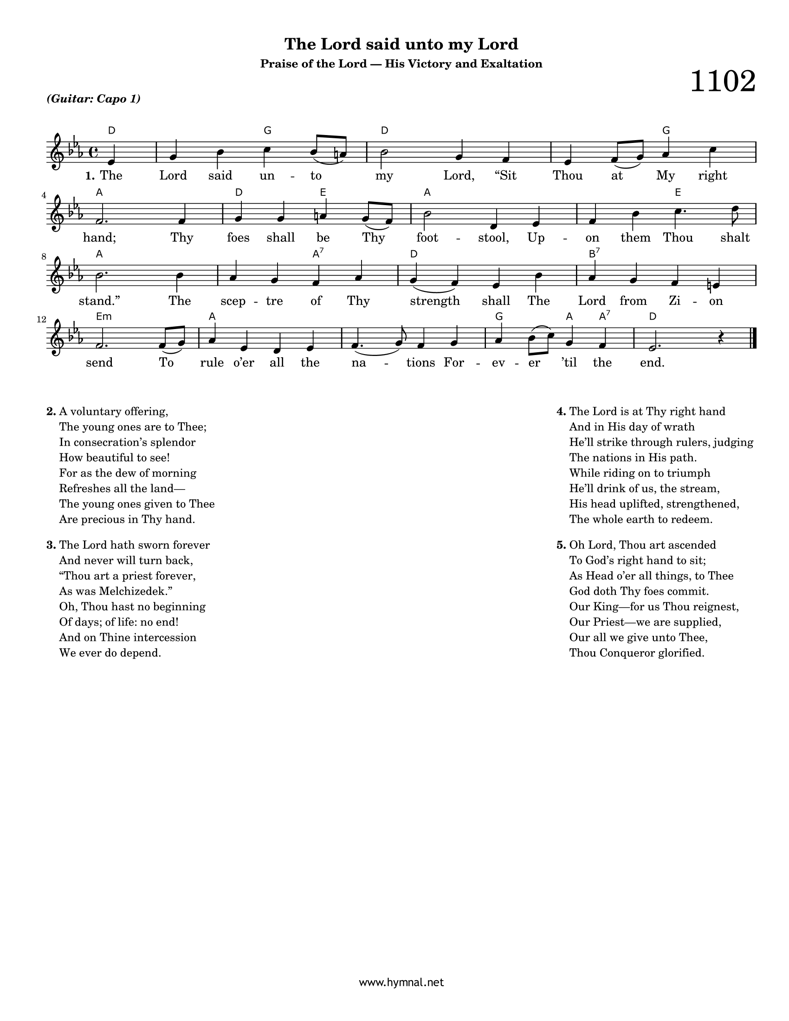 The Lord said unto my Lord
Praise of the Lord — His Victory and Exaltation
1102
(Guitar: Capo 1)
D G D G
1. The Lord said un - to my Lord, “Sit Thou at My right
4
A D E A E
hand; Thy foes shall be Thy foot - stool, Up - on them Thou shalt
8
A A7 D B7
stand.” The scep - tre of Thy strength shall The Lord from Zi - on
12
Em A G A A7 D
send To rule o’er all the na - tions For - ev - er ’til the end.
2. A voluntary offering,
The young ones are to Thee;
In consecration’s splendor
How beautiful to see!
For as the dew of morning
Refreshes all the land—
The young ones given to Thee
Are precious in Thy hand.
3. The Lord hath sworn forever
And never will turn back,
“Thou art a priest forever,
As was Melchizedek.”
Oh, Thou hast no beginning
Of days; of life: no end!
And on Thine intercession
We ever do depend.
4. The Lord is at Thy right hand
And in His day of wrath
He’ll strike through rulers, judging
The nations in His path.
While riding on to triumph
He’ll drink of us, the stream,
His head uplifted, strengthened,
The whole earth to redeem.
5. Oh Lord, Thou art ascended
To God’s right hand to sit;
As Head o’er all things, to Thee
God doth Thy foes commit.
Our King—for us Thou reignest,
Our Priest—we are supplied,
Our all we give unto Thee,
Thou Conqueror glorified.
www.hymnal.net